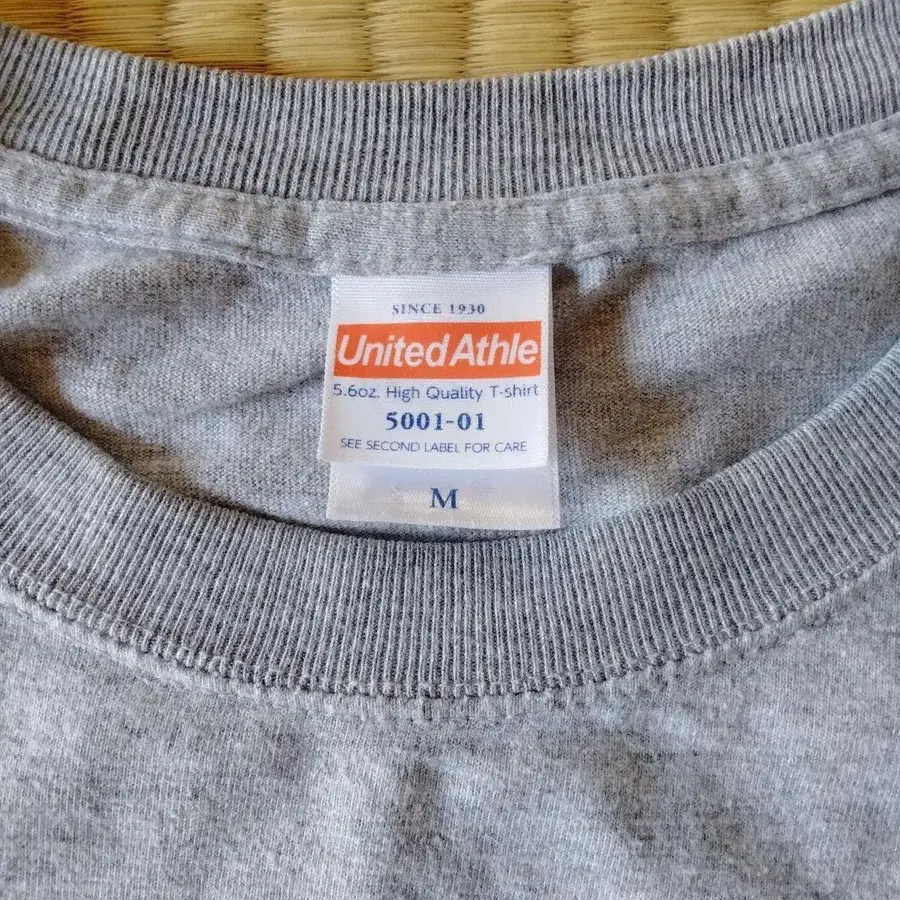 SINCE 1930
United Athle
5.6oz. High Quality T-shirt
5001-01
SEE SECOND LABEL FOR CARE
M